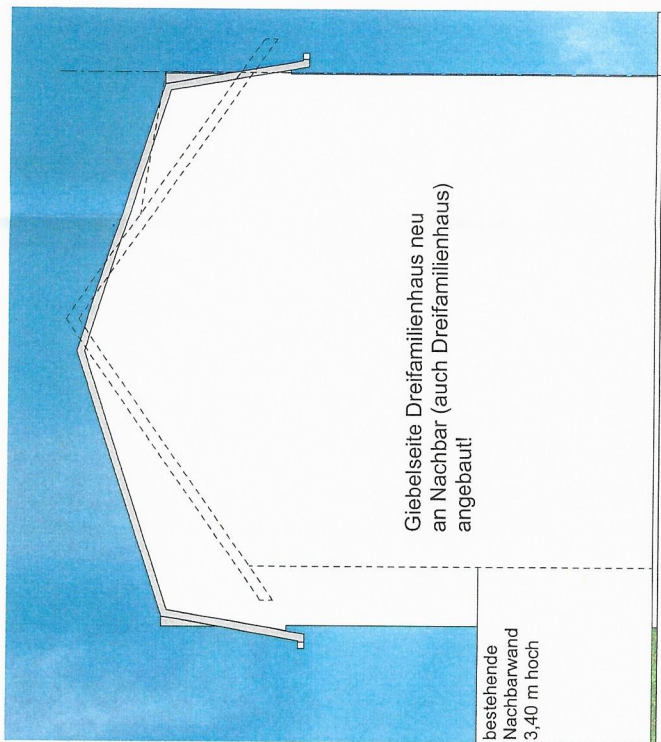 Giebelseite Dreifamilienhaus neu
an Nachbar (auch Dreifamilienhaus)
angebaut!
bestehende
Nachbarwand
3,40 m hoch